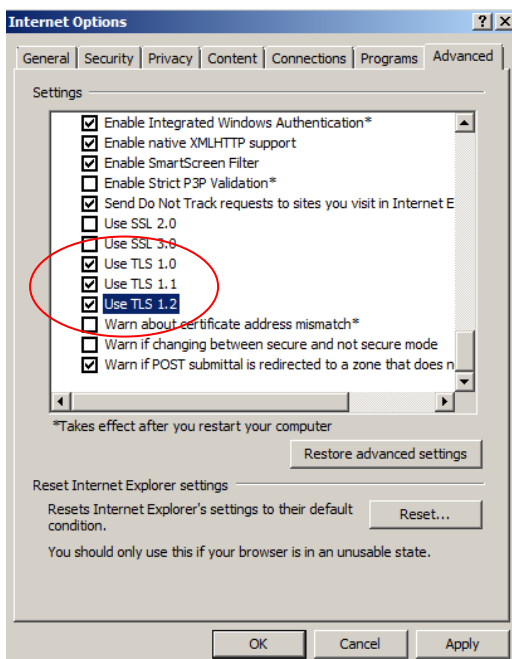 Internet Options
General Security Privacy Content Connections Programs Advanced
Settings
Enable Integrated Windows Authentication*
Enable native XMLHTTP support
Enable SmartScreen Filter
Enable Strict P3P Validation*
Send Do Not Track requests to sites you visit in Internet E
Use SSL 2.0
Use SSL 3.0
Use TLS 1.0
Use TLS 1.1
Use TLS 1.2
Warn about certificate address mismatch*
Warn if changing between secure and not secure mode
Warn if POST submittal is redirected to a zone that does n
*Takes effect after you restart your computer
Restore advanced settings
Reset Internet Explorer settings
Resets Internet Explorer's settings to their default
condition.
Reset...
You should only use this if your browser is in an unusable state.
OK Cancel Apply